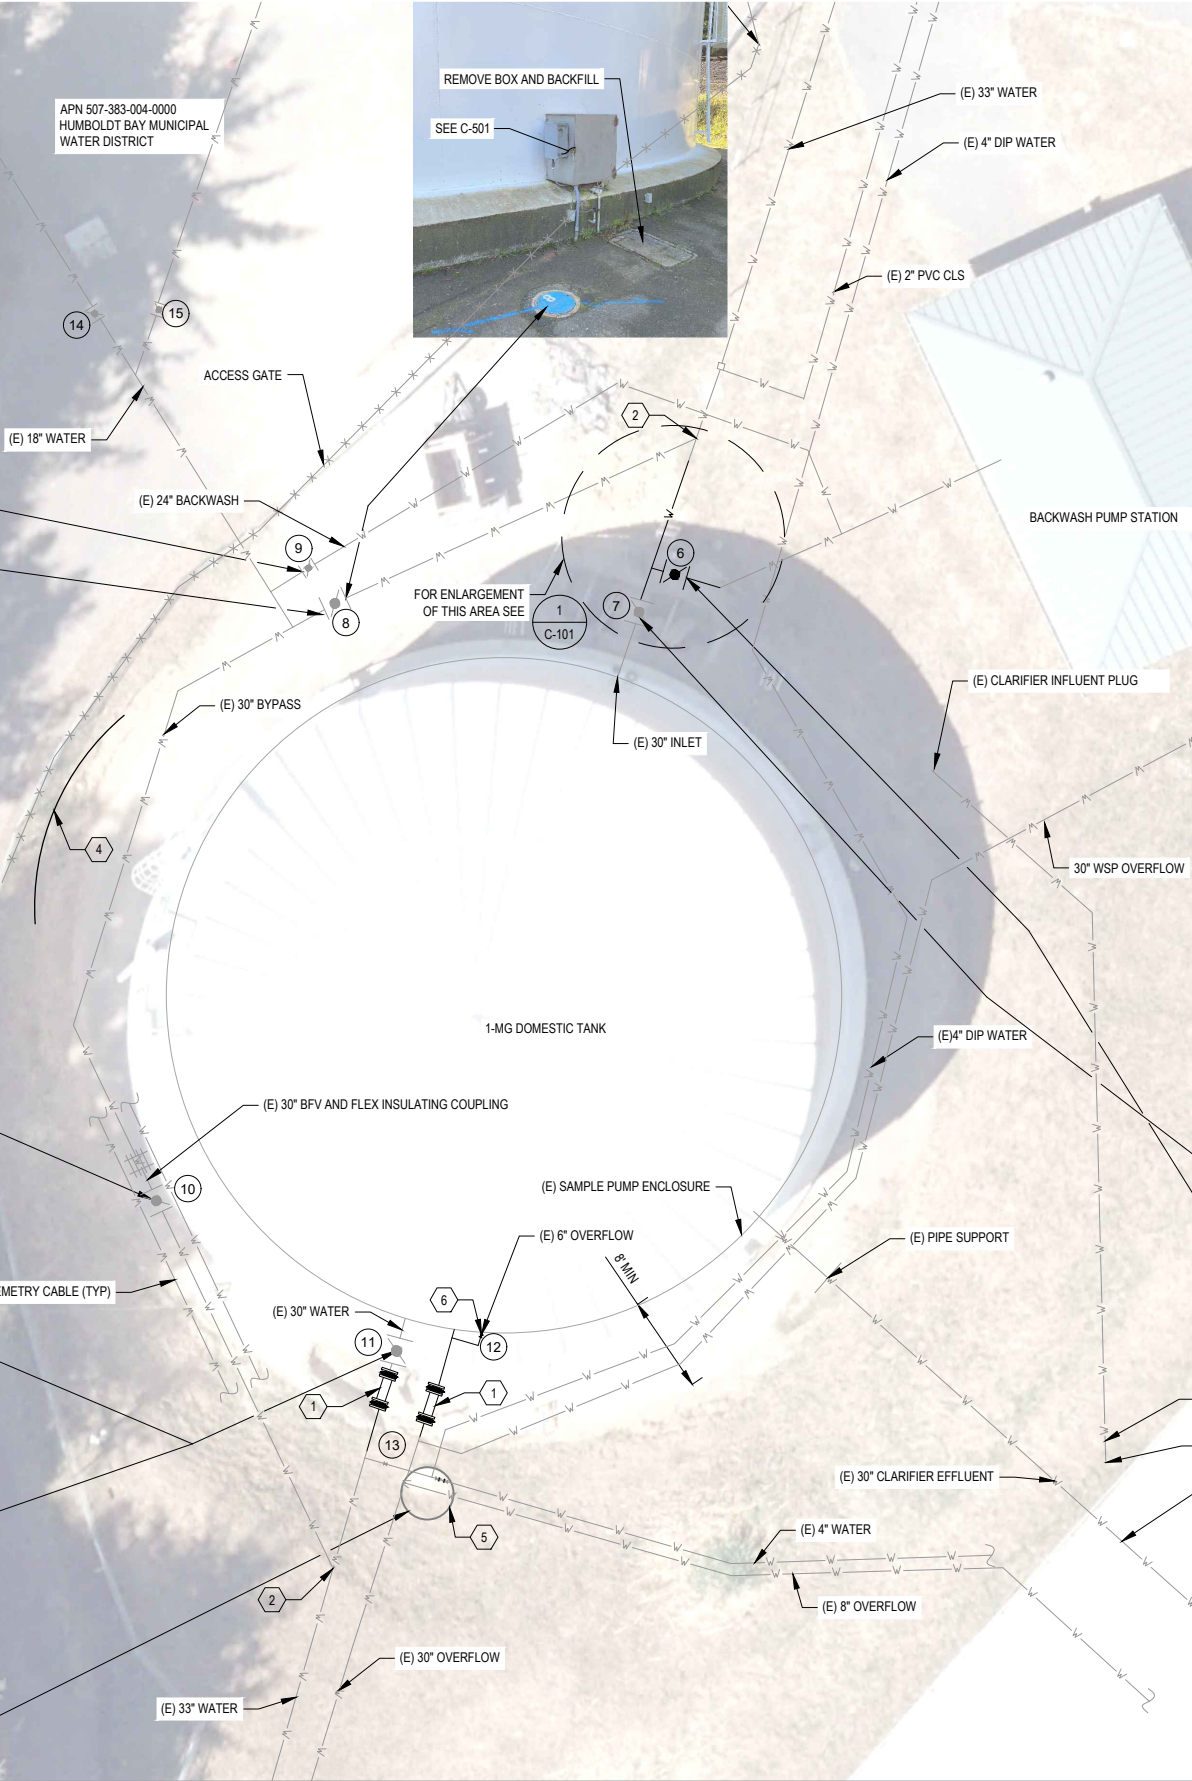 REMOVE BOX AND BACKFILL
SEE C-501
APN 507-383-004-0000
HUMBOLDT BAY MUNICIPAL
WATER DISTRICT
(E) 33" WATER
(E) 4" DIP WATER
(E) 2" PVC CLS
14
15
ACCESS GATE
(E) 18" WATER
2
(E) 24" BACKWASH
BACKWASH PUMP STATION
9
6
FOR ENLARGEMENT
OF THIS AREA SEE
1
C-101
7
8
(E) CLARIFIER INFLUENT PLUG
(E) 30" BYPASS
(E) 30" INLET
4
30" WSP OVERFLOW
1-MG DOMESTIC TANK
(E)4" DIP WATER
(E) 30" BFV AND FLEX INSULATING COUPLING
10
(E) SAMPLE PUMP ENCLOSURE
(E) 6" OVERFLOW
(E) PIPE SUPPORT
8' MIN
EMETRY CABLE (TYP)
(E) 30" WATER
6
11
12
1
1
13
(E) 30" CLARIFIER EFFLUENT
5
(E) 4" WATER
2
(E) 8" OVERFLOW
(E) 30" OVERFLOW
(E) 33" WATER